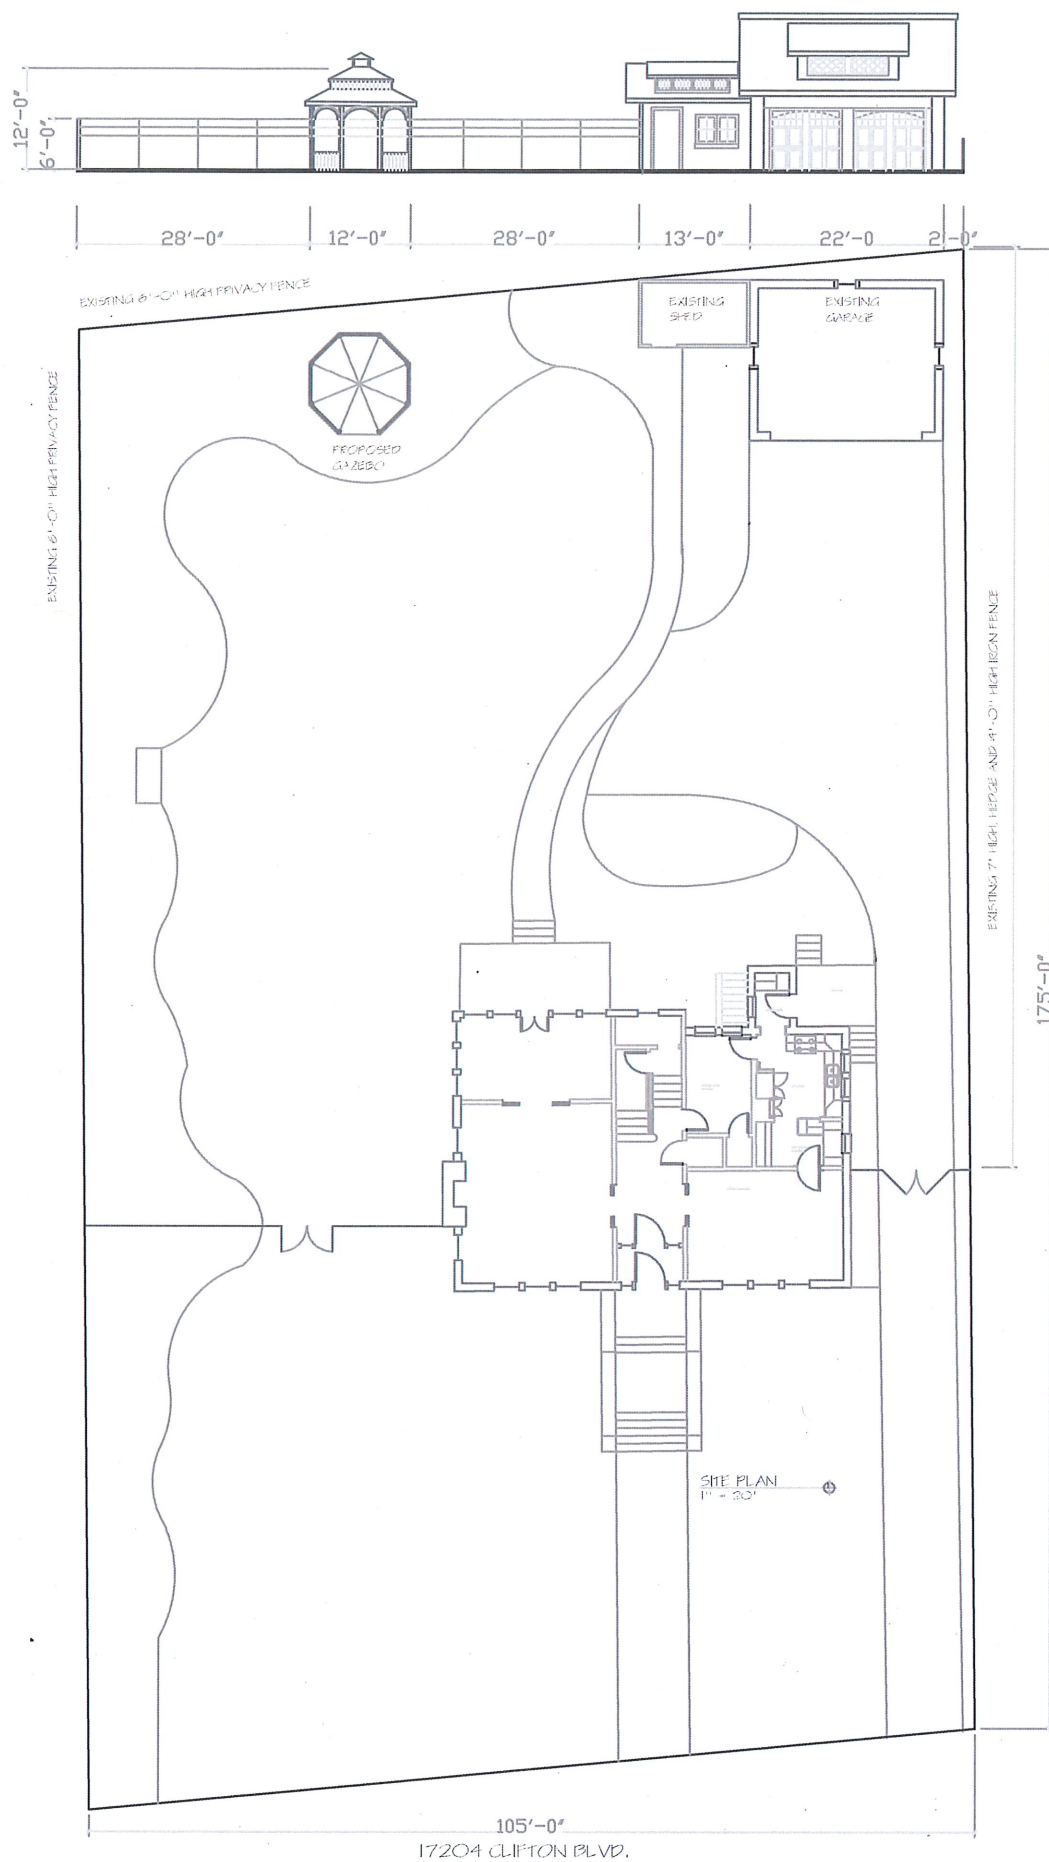 12'-0"
6'-0"
28'-0" 12'-0" 28'-0" 13'-0" 22'-0 2'-0"
EXISTING 6'-0" HIGH PRIVACY FENCE
EXISTING
SHED
EXISTING
GARAGE
EXISTING 6'-0" HIGH PRIVACY FENCE
PROPOSED
GAZEBO
EXISTING 7' HIGH, HEDGE AND 4'-0" HIGH IRON FENCE
175'-0"
SITE PLAN
1" = 20'
105'-0"
17204 CLIFTON BLVD.